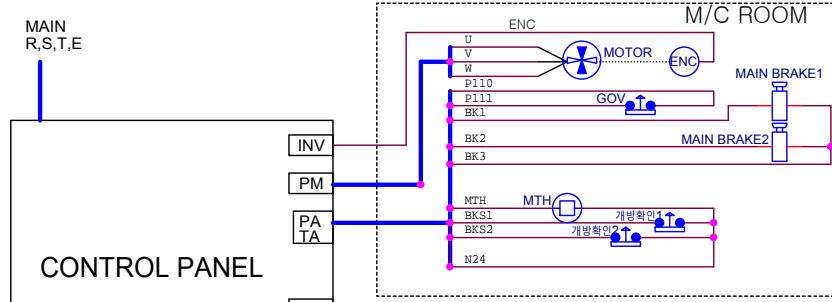 M/C ROOM
MAIN
R,S,T,E
ENC
U
V
W
MOTOR
ENC
P110
P111
GOV
BK1
MAIN BRAKE1
BK2
MAIN BRAKE2
BK3
INV
PM
PA
TA
MTH
MTH
BKS1
개방확인1
BKS2
개방확인2
N24
CONTROL PANEL